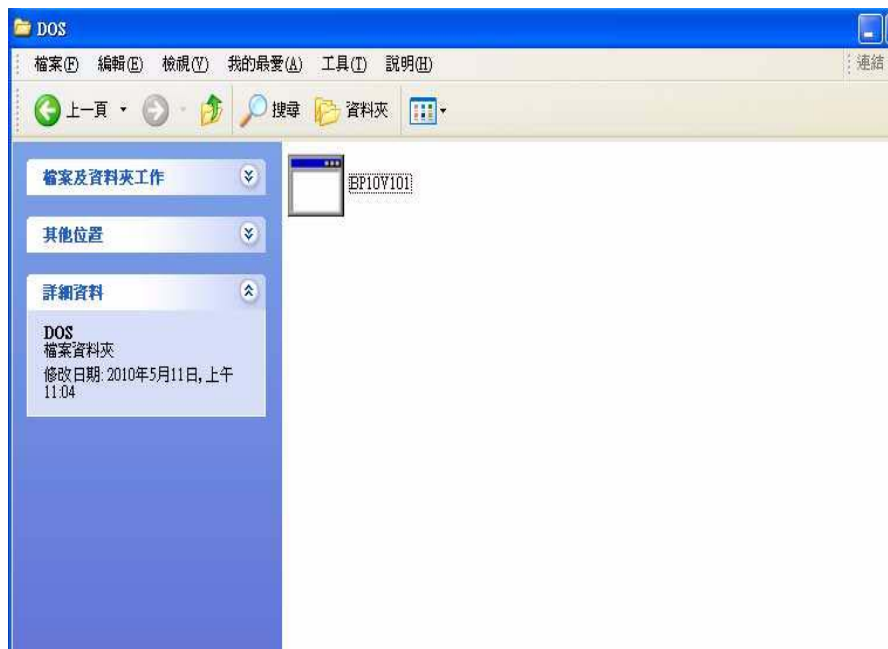 DOS
檔案(F) 編輯(E) 檢視(V) 我的最愛(A) 工具(T) 說明(H) 連結
上一頁 搜尋 資料夾
檔案及資料夾工作
BP10V101
其他位置
詳細資料
DOS
檔案資料夾
修改日期: 2010年5月11日, 上午
11:04